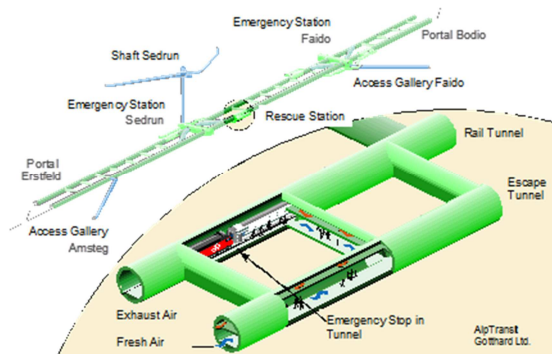 Emergency Station
Faido
Portal Bodio
Shaft Sedrun
Access Gallery Faido
Emergency Station
Sedrun
Rescue Station
Rail Tunnel
Portal
Erstfeld
Escape
Tunnel
Access Gallery
Amsteg
Exhaust Air
Emergency Stop in
Tunnel
Fresh Air
AlpTransit
Gotthard Ltd.